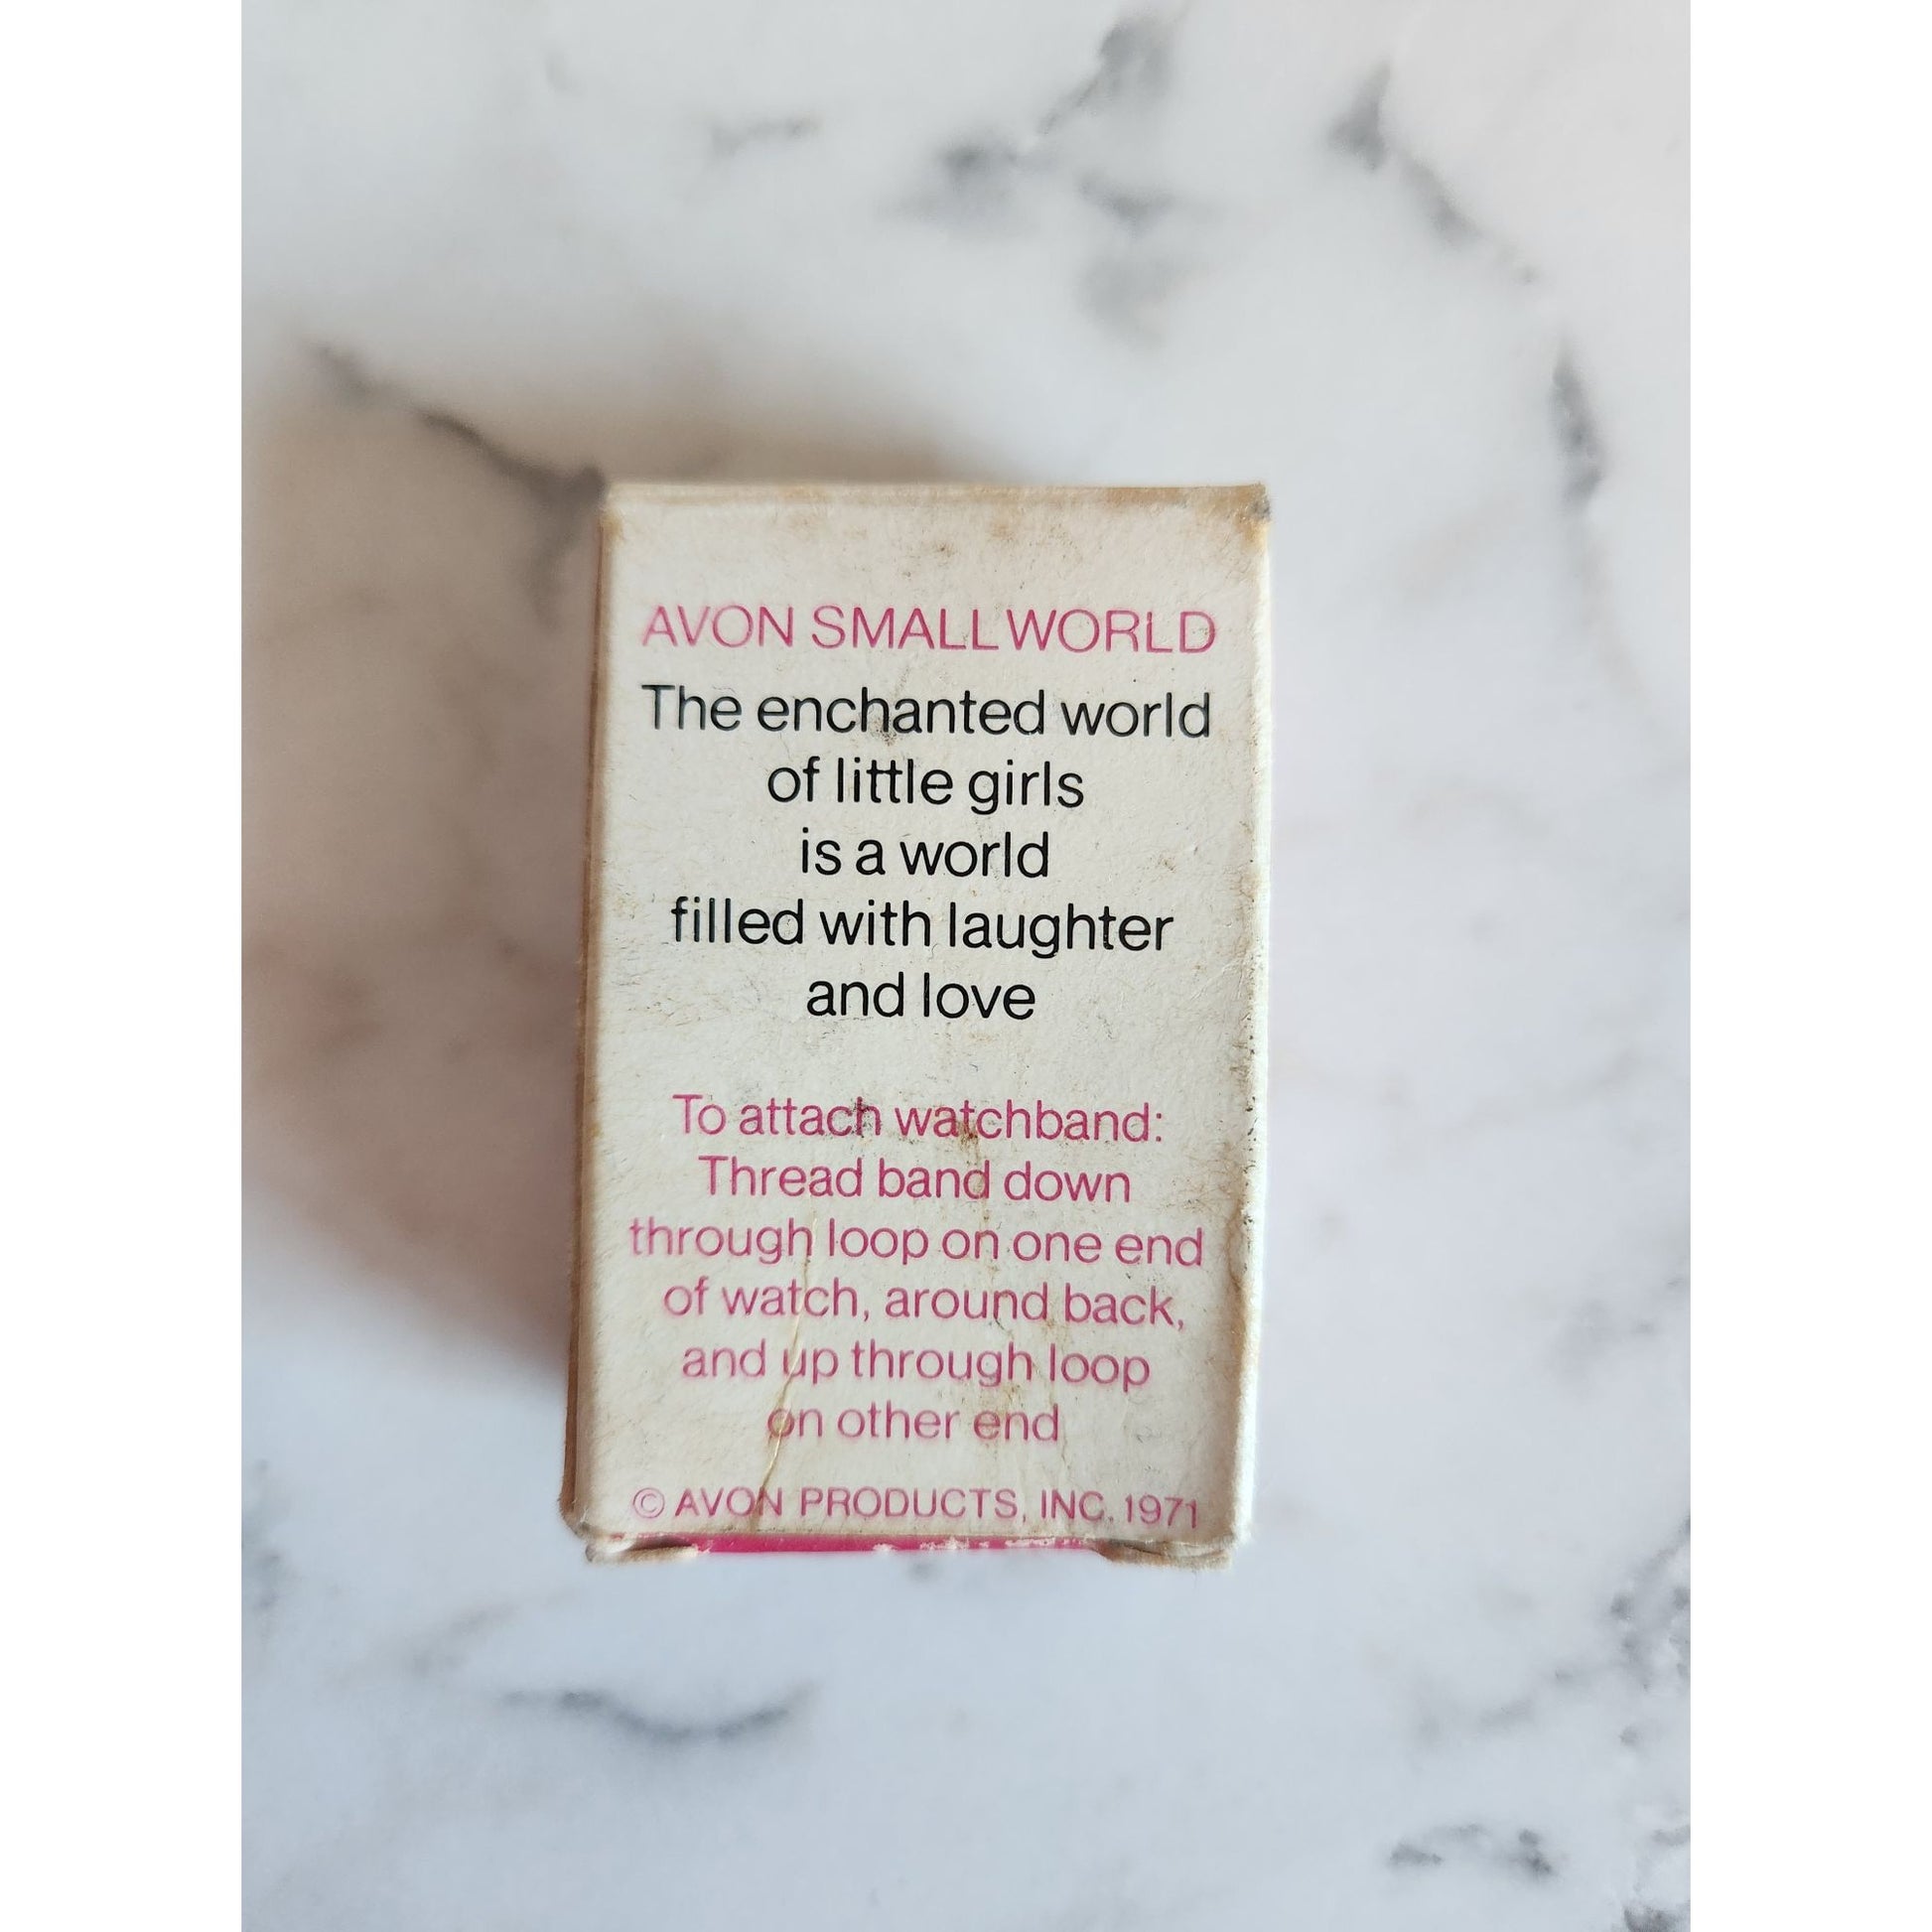 AVON SMALL WORLD
The enchanted world
of little girls
is a world
filled with laughter
and love
To attach watchband:
Thread band down
through loop on one end
of watch, around back,
and up through loop
on other end
© AVON PRODUCTS, INC. 1971